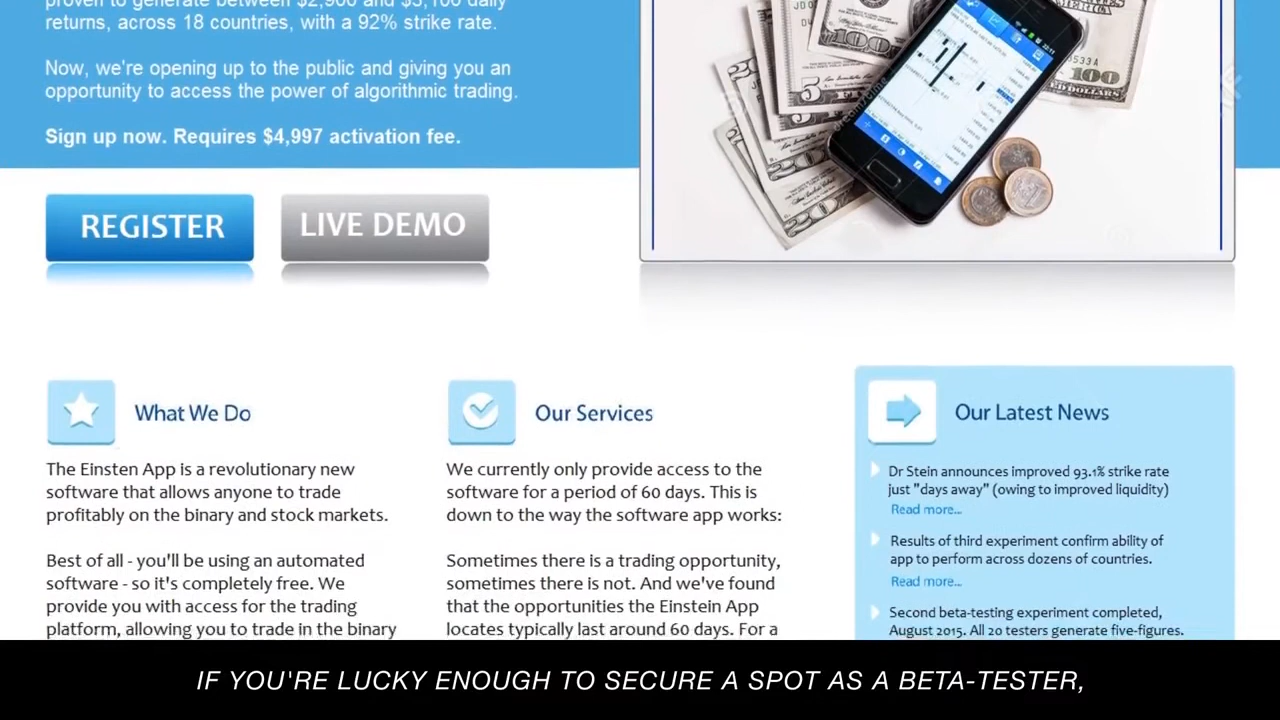 proven to generate between $2,900 and $3,100 daily
returns, across 18 countries, with a 92% strike rate.
Now, we're opening up to the public and giving you an
opportunity to access the power of algorithmic trading.
Sign up now. Requires $4,997 activation fee.
REGISTER
LIVE DEMO
What We Do
The Einsten App is a revolutionary new
software that allows anyone to trade
profitably on the binary and stock markets.
Best of all - you'll be using an automated
software - so it's completely free. We
provide you with access for the trading
platform, allowing you to trade in the binary
Our Services
We currently only provide access to the
software for a period of 60 days. This is
down to the way the software app works:
Sometimes there is a trading opportunity,
sometimes there is not. And we've found
that the opportunities the Einstein App
locates typically last around 60 days. For a
Our Latest News
Dr Stein announces improved 93.1% strike rate
just "days away" (owing to improved liquidity)
Read more...
Results of third experiment confirm ability of
app to perform across dozens of countries.
Read more...
Second beta-testing experiment completed,
August 2015. All 20 testers generate five-figures.
IF YOU'RE LUCKY ENOUGH TO SECURE A SPOT AS A BETA-TESTER,